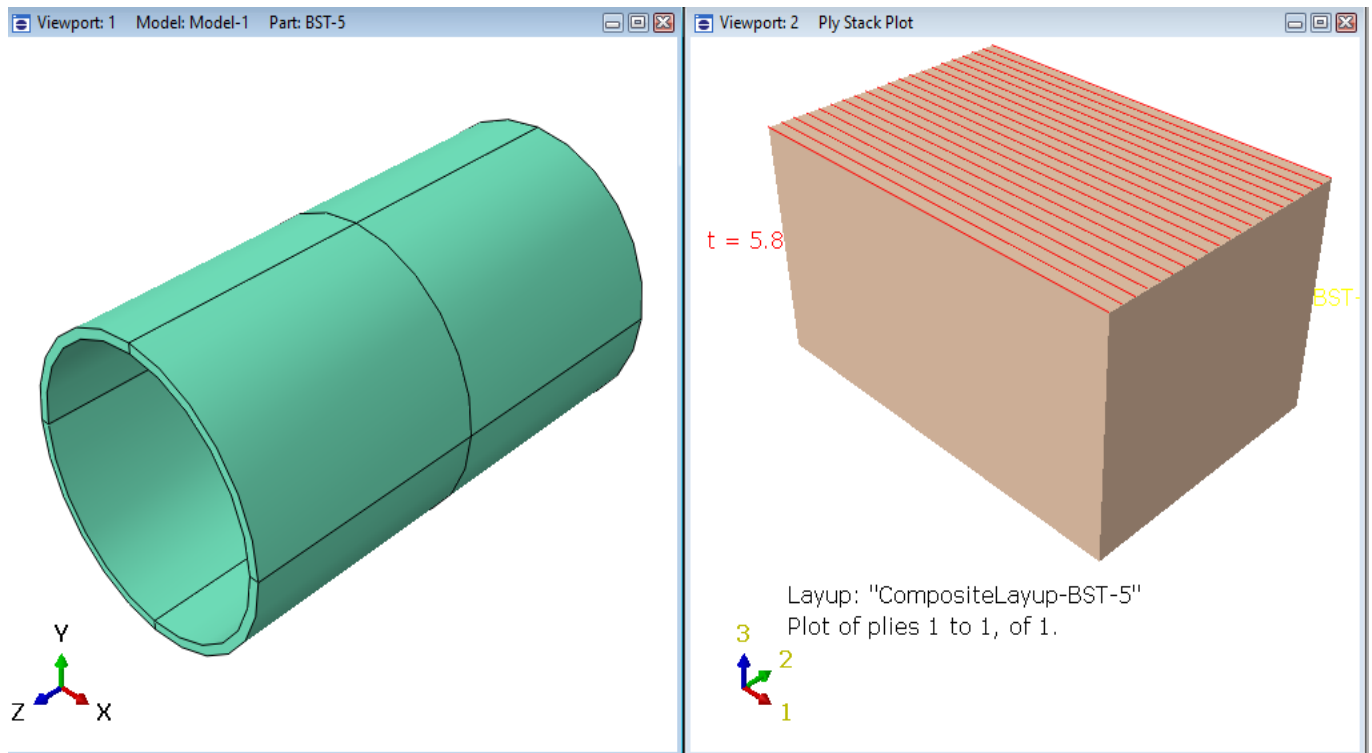 Viewport: 1 Model: Model-1 Part: BST-5
Y
Z
X
Viewport: 2 Ply Stack Plot
t = 5.8
BST-
Layup: "CompositeLayup-BST-5"
Plot of plies 1 to 1, of 1.
3
2
1